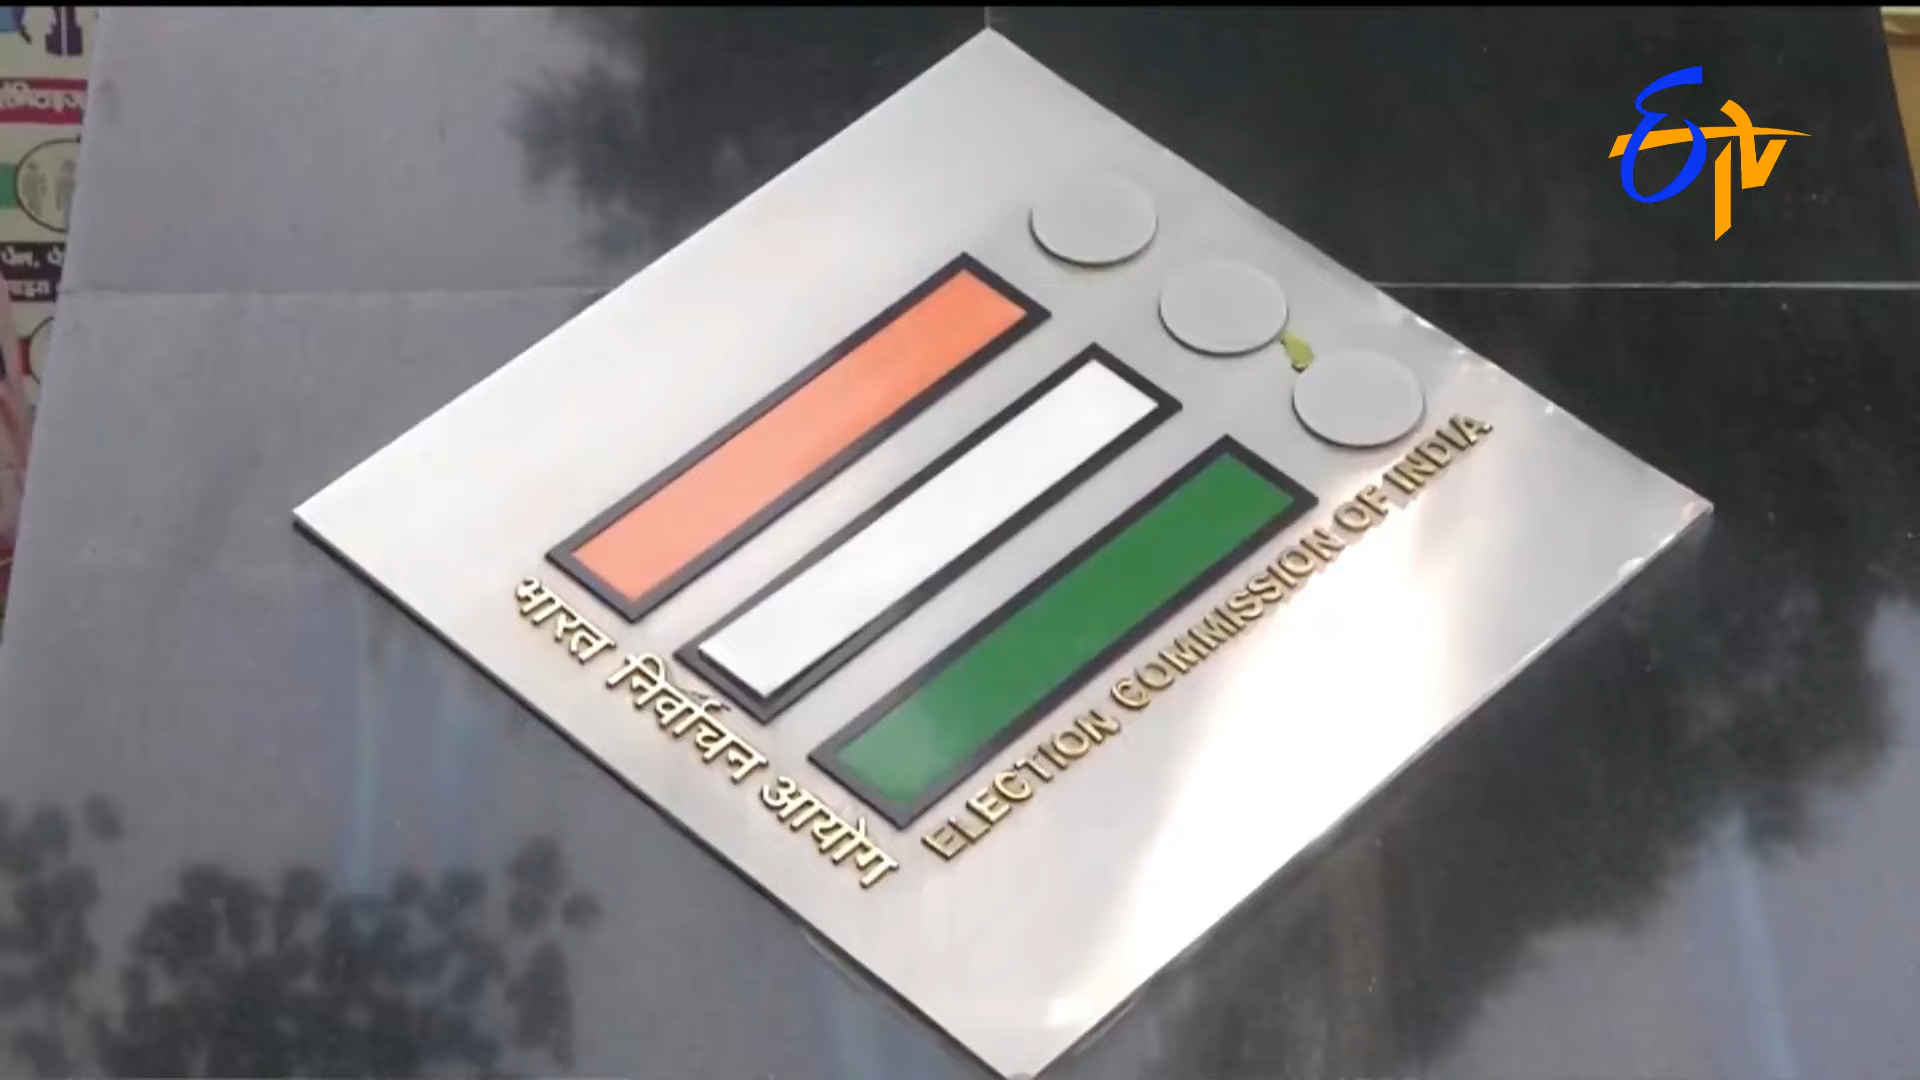 ETV
भारत निर्वाचन आयोग
ELECTION COMMISSION OF INDIA